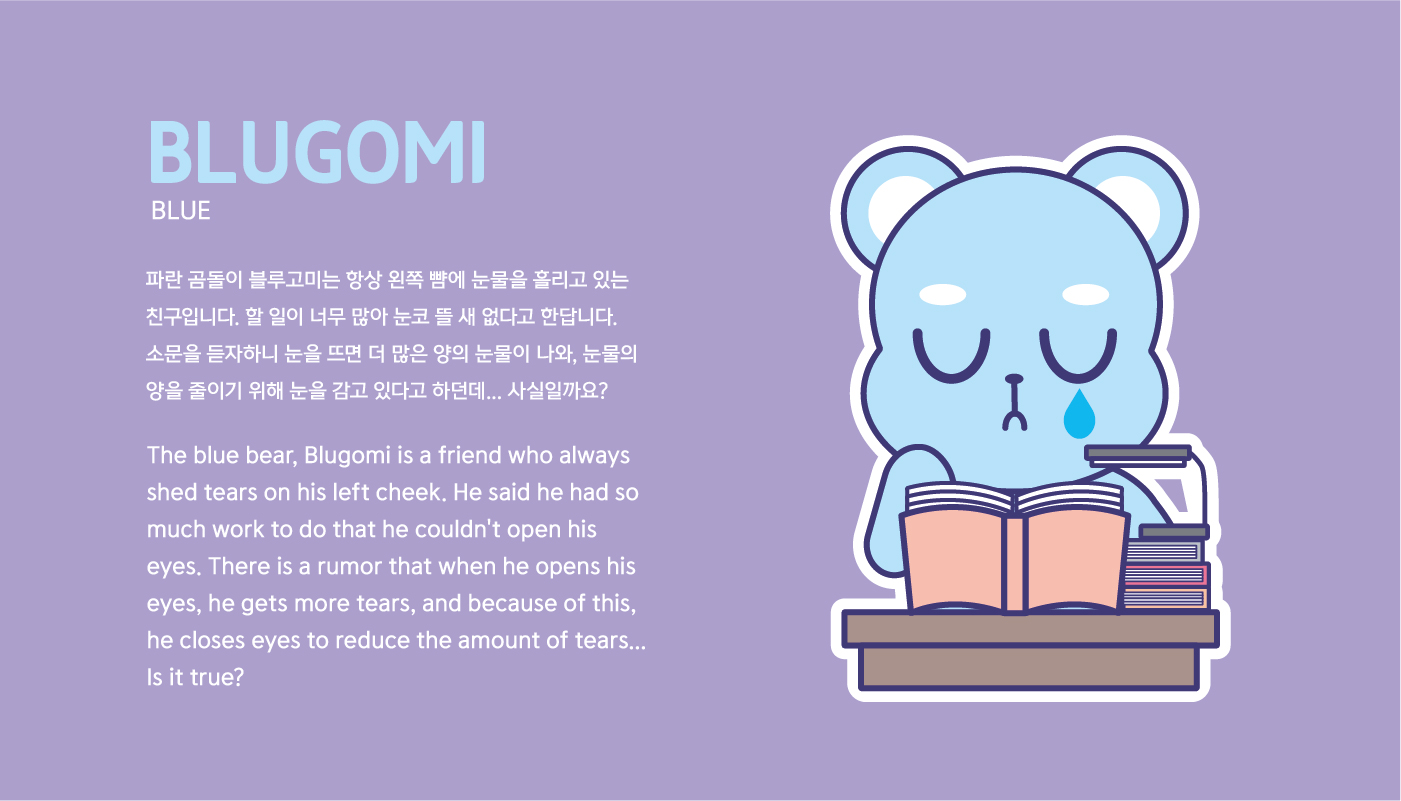 BLUGOMI
BLUE
파란 곰돌이 블루고미는 항상 왼쪽 뺨에 눈물을 흘리고 있는
친구입니다. 할 일이 너무 많아 눈코 뜰 새 없다고 한답니다.
소문을 듣자하니 눈을 뜨면 더 많은 양의 눈물이 나와, 눈물의
양을 줄이기 위해 눈을 감고 있다고 하던데... 사실일까요?
The blue bear, Blugomi is a friend who always
shed tears on his left cheek. He said he had so
much work to do that he couldn't open his
eyes. There is a rumor that when he opens his
eyes, he gets more tears, and because of this,
he closes eyes to reduce the amount of tears...
Is it true?